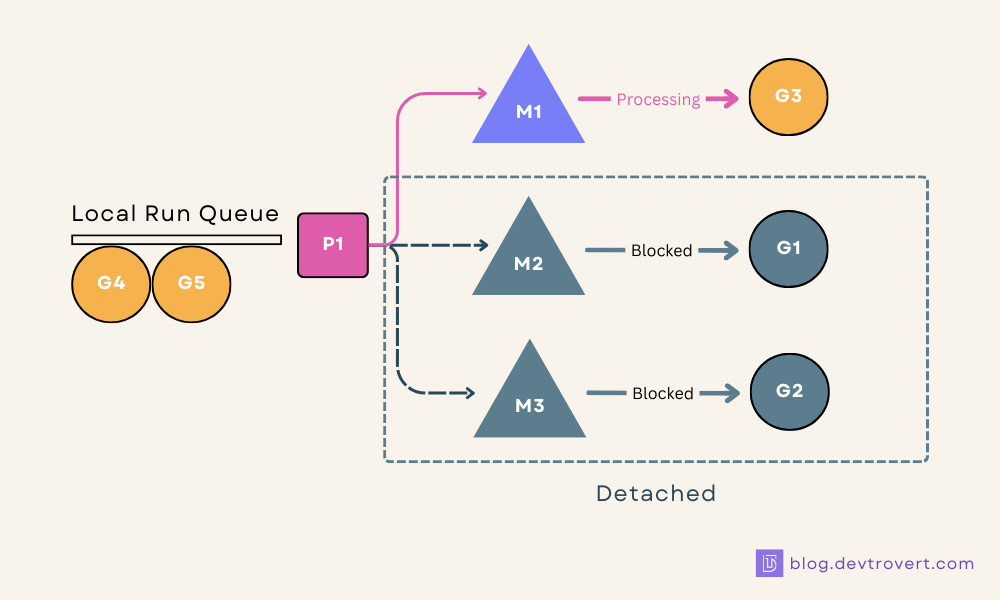 M1
Processing
G3
Local Run Queue
P1
G4
G5
M2
Blocked
G1
M3
Blocked
G2
Detached
blog.devtrovert.com